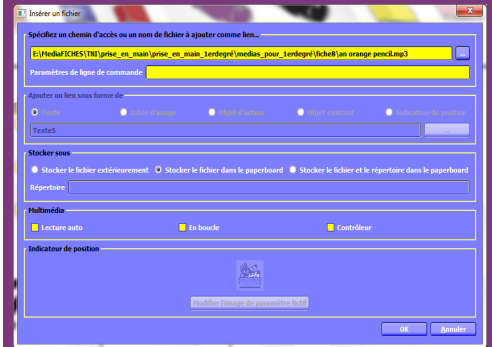 Insérer un fichier
Spécifiez un chemin d'accès ou un nom de fichier à ajouter comme lien...
E:\MediaFICHES\TNI\prise_en_main\prise_en_main_1erdegré\medias_pour_1erdegré\fiche8\an orange pencil.mp3
...
Paramètres de ligne de commande
Ajouter un lien sous forme de
Texte Icône d'image Objet d'action Objet existant Indicateur de position
Texte5
...
Stocker sous
Stocker le fichier extérieurement Stocker le fichier dans le paperboard Stocker le fichier et le répertoire dans le paperboard
Répertoire
Multimédia
Lecture auto En boucle Contrôleur
Indicateur de position
Modifier l'image de paramètre fictif
OK Annuler